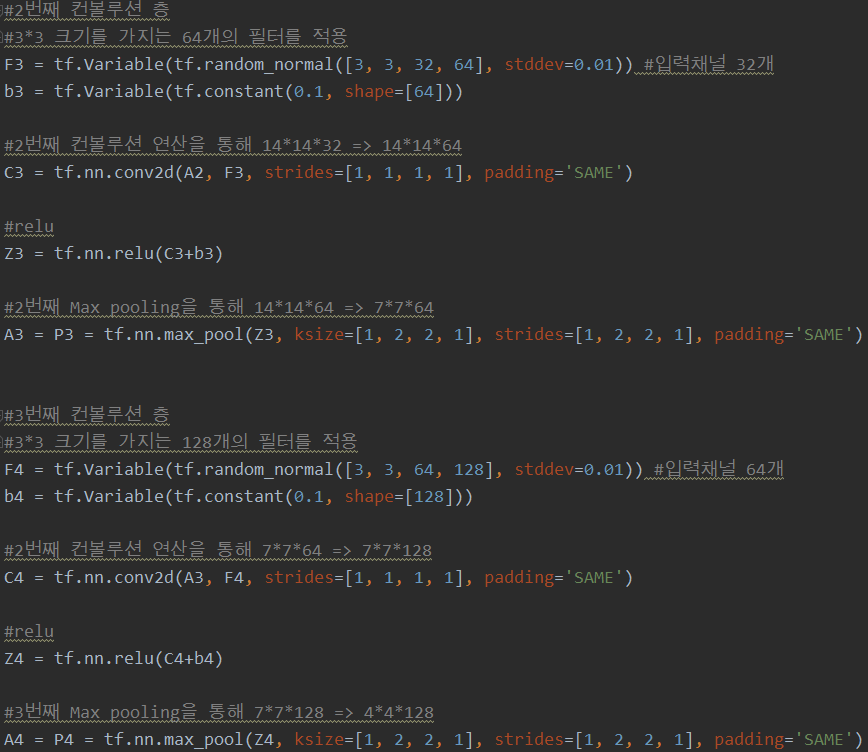 #2번째 컨볼루션 층
#3*3 크기를 가지는 64개의 필터를 적용
F3 = tf.Variable(tf.random_normal([3, 3, 32, 64], stddev=0.01)) #입력채널 32개
b3 = tf.Variable(tf.constant(0.1, shape=[64]))
#2번째 컨볼루션 연산을 통해 14*14*32 => 14*14*64
C3 = tf.nn.conv2d(A2, F3, strides=[1, 1, 1, 1], padding='SAME')
#relu
Z3 = tf.nn.relu(C3+b3)
#2번째 Max pooling을 통해 14*14*64 => 7*7*64
A3 = P3 = tf.nn.max_pool(Z3, ksize=[1, 2, 2, 1], strides=[1, 2, 2, 1], padding='SAME')
#3번째 컨볼루션 층
#3*3 크기를 가지는 128개의 필터를 적용
F4 = tf.Variable(tf.random_normal([3, 3, 64, 128], stddev=0.01)) #입력채널 64개
b4 = tf.Variable(tf.constant(0.1, shape=[128]))
#2번째 컨볼루션 연산을 통해 7*7*64 => 7*7*128
C4 = tf.nn.conv2d(A3, F4, strides=[1, 1, 1, 1], padding='SAME')
#relu
Z4 = tf.nn.relu(C4+b4)
#3번째 Max pooling을 통해 7*7*128 => 4*4*128
A4 = P4 = tf.nn.max_pool(Z4, ksize=[1, 2, 2, 1], strides=[1, 2, 2, 1], padding='SAME')